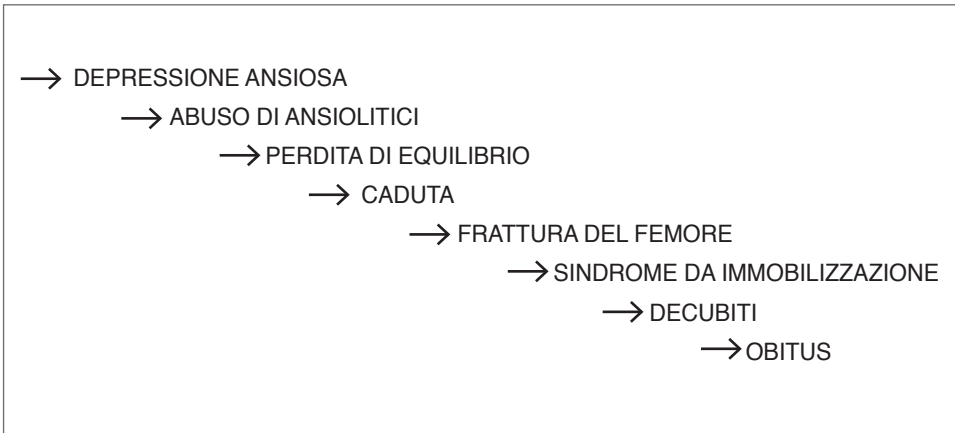 DEPRESSIONE ANSIOSA
ABUSO DI ANSIOLITICI
PERDITA DI EQUILIBRIO
CADUTA
FRATTURA DEL FEMORE
SINDROME DA IMMOBILIZZAZIONE
DECUBITI
OBITUS